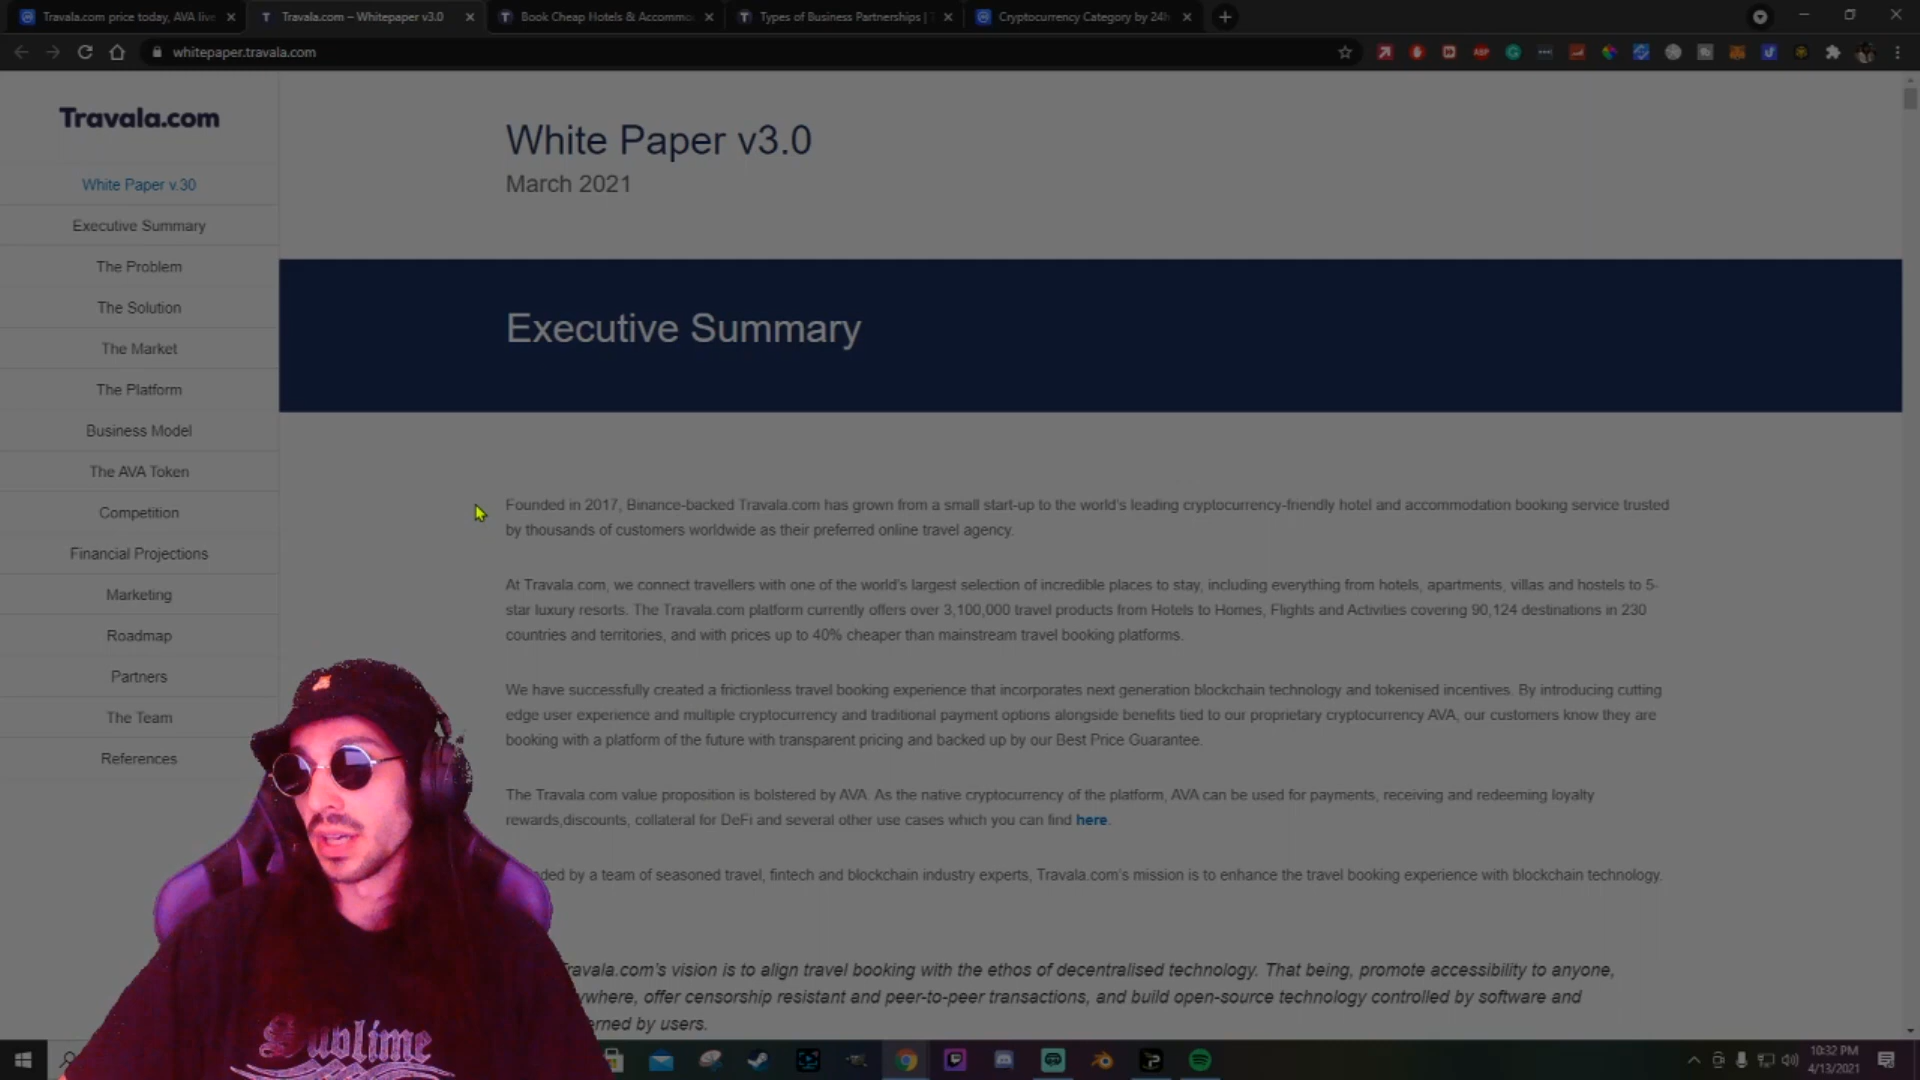 Travala.com price today, AVA live
Travala.com – Whitepaper v3.0
Book Cheap Hotels & Accommo
Types of Business Partnerships |
Cryptocurrency Category by 24h
whitepaper.travala.com
ABP
Travala.com
White Paper v.30
Executive Summary
The Problem
The Solution
The Market
The Platform
Business Model
The AVA Token
Competition
Financial Projections
Marketing
Roadmap
Partners
The Team
References
White Paper v3.0
March 2021
Executive Summary
Founded in 2017, Binance-backed Travala.com has grown from a small start-up to the world's leading cryptocurrency-friendly hotel and accommodation booking service trusted
by thousands of customers worldwide as their preferred online travel agency.
At Travala.com, we connect travellers with one of the world's largest selection of incredible places to stay, including everything from hotels, apartments, villas and hostels to 5-
star luxury resorts. The Travala.com platform currently offers over 3,100,000 travel products from Hotels to Homes, Flights and Activities covering 90,124 destinations in 230
countries and territories, and with prices up to 40% cheaper than mainstream travel booking platforms.
We have successfully created a frictionless travel booking experience that incorporates next generation blockchain technology and tokenised incentives. By introducing cutting
edge user experience and multiple cryptocurrency and traditional payment options alongside benefits tied to our proprietary cryptocurrency AVA, our customers know they are
booking with a platform of the future with transparent pricing and backed up by our Best Price Guarantee.
The Travala.com value proposition is bolstered by AVA. As the native cryptocurrency of the platform, AVA can be used for payments, receiving and redeeming loyalty
rewards,discounts, collateral for DeFi and several other use cases which you can find here.
ded by a team of seasoned travel, fintech and blockchain industry experts, Travala.com's mission is to enhance the travel booking experience with blockchain technology.
ravala.com's vision is to align travel booking with the ethos of decentralised technology. That being, promote accessibility to anyone,
ywhere, offer censorship resistant and peer-to-peer transactions, and build open-source technology controlled by software and
erned by users.
Sublime
10:32 PM
4/13/2021